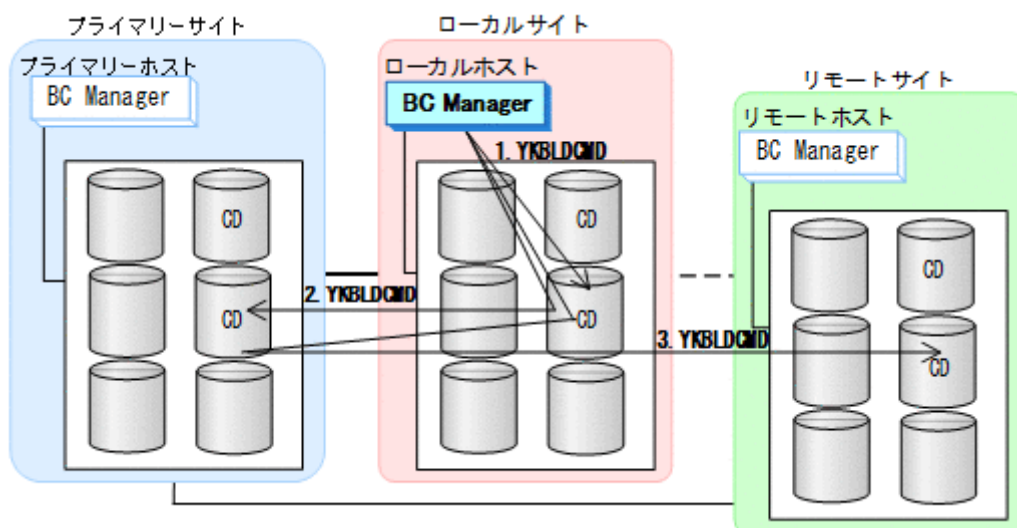 プライマリーサイト
プライマリーホスト
BC Manager
CD
CD
ローカルサイト
ローカルホスト
BC Manager
1. YKBLDCMD
CD
CD
2. YKBLDCMD
3. YKBLDCMD
リモートサイト
リモートホスト
BC Manager
CD
CD